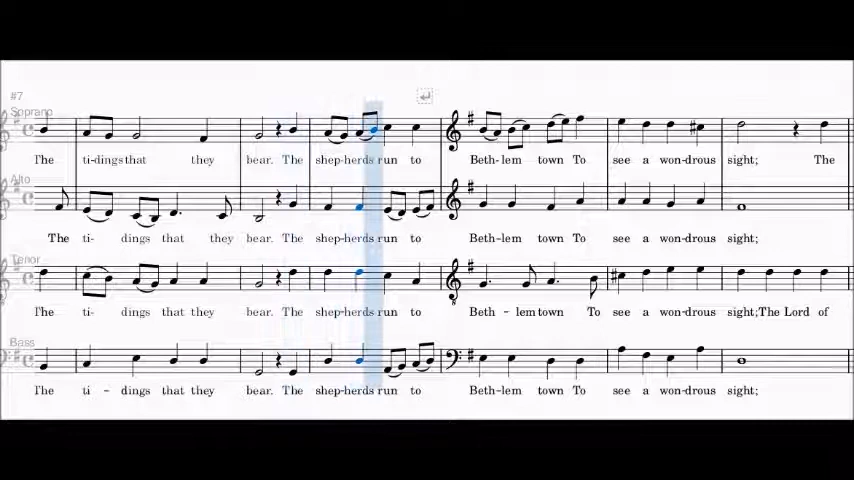 #7
Soprano
The ti-dings that they bear. The shep-herds run to Beth-lem town To see a won-drous sight; The
Alto
The ti- dings that they bear. The shep-herds run to Beth-lem town To see a won-drous sight;
Tenor
The ti- dings that they bear. The shep-herds run to Beth - lem town To see a won-drous sight;The Lord of
Bass
The ti - dings that they bear. The shep-herds run to Beth-lem town To see a won-drous sight;